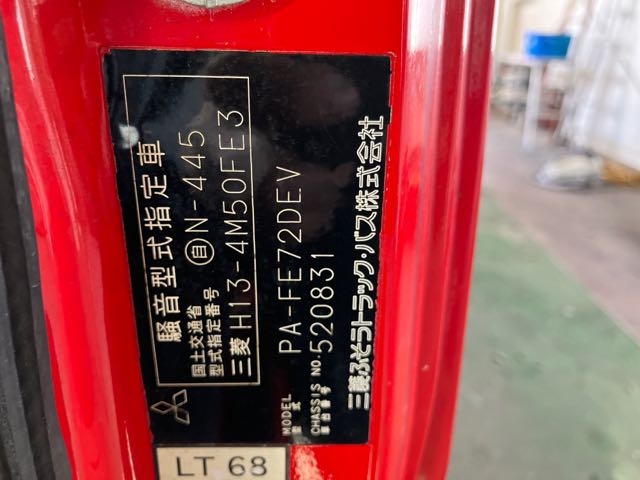 騒音型式指定車
国土交通省
型式指定番号
自 N-445
三菱 H13-4M50FE3
MODEL
型式
PA-FE72DEV
CHASSIS NO.
車台番号
520831
三菱ふそうトラック・バス株式会社
LT 68